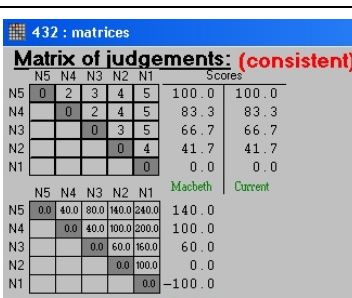 432 : matrices
Matrix of judgements: (consistent)
N5 N4 N3 N2 N1 Scores
N5 0 2 3 4 5 100.0 100.0
N4 0 2 4 5 83.3 83.3
N3 0 3 5 66.7 66.7
N2 0 4 41.7 41.7
N1 0 0.0 0.0
Macbeth Current
N5 N4 N3 N2 N1
N5 0.0 40.0 80.0 140.0 240.0 140.0
N4 0.0 40.0 100.0 200.0 100.0
N3 0.0 60.0 160.0 60.0
N2 0.0 100.0 0.0
N1 0.0 -100.0